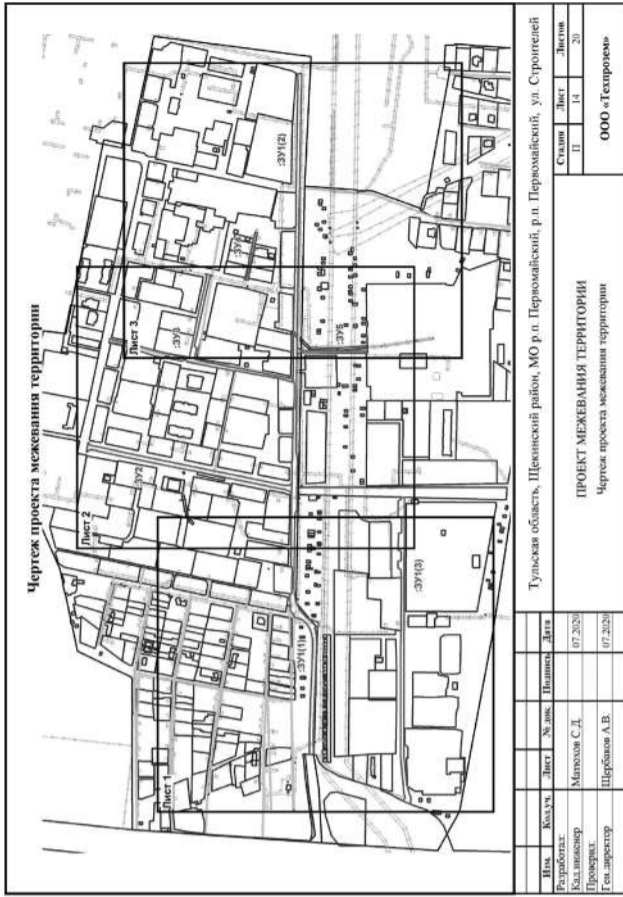 Чертеж проекта межевания территории
Лист 1
Лист 2
Лист 3
:ЗУ1(1)
:ЗУ2
:ЗУ3
:ЗУ5
:ЗУ1(2)
:ЗУ1(3)
Тульская область, Щекинский район, МО р.п. Первомайский, р.п. Первомайский, ул. Строителей
Изм. Кол.уч. Лист № док. Подпись Дата
Разработал:
Кад.инженер Матюхов С.Д. 07.2020
Проверил:
Ген.директор Щербаков А.В. 07.2020
ПРОЕКТ МЕЖЕВАНИЯ ТЕРРИТОРИИ
Чертеж проекта межевания территории
Стадия Лист Листов
П 14 20
ООО «Техпрозем»